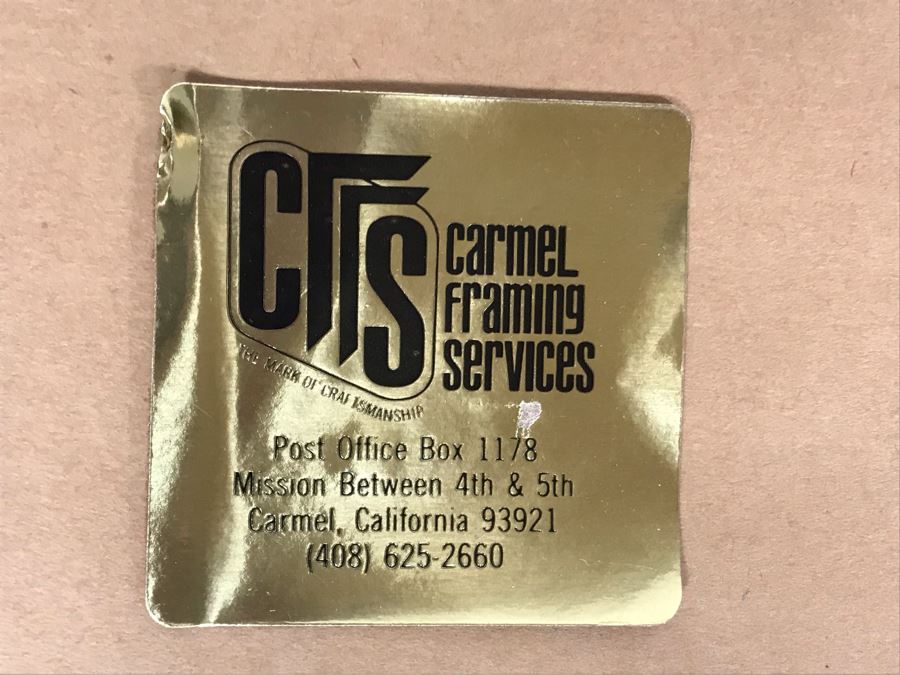 CFS
carmel
framing
services
THE MARK OF CRAFTSMANSHIP
Post Office Box 1178
Mission Between 4th & 5th
Carmel, California 93921
(408) 625-2660